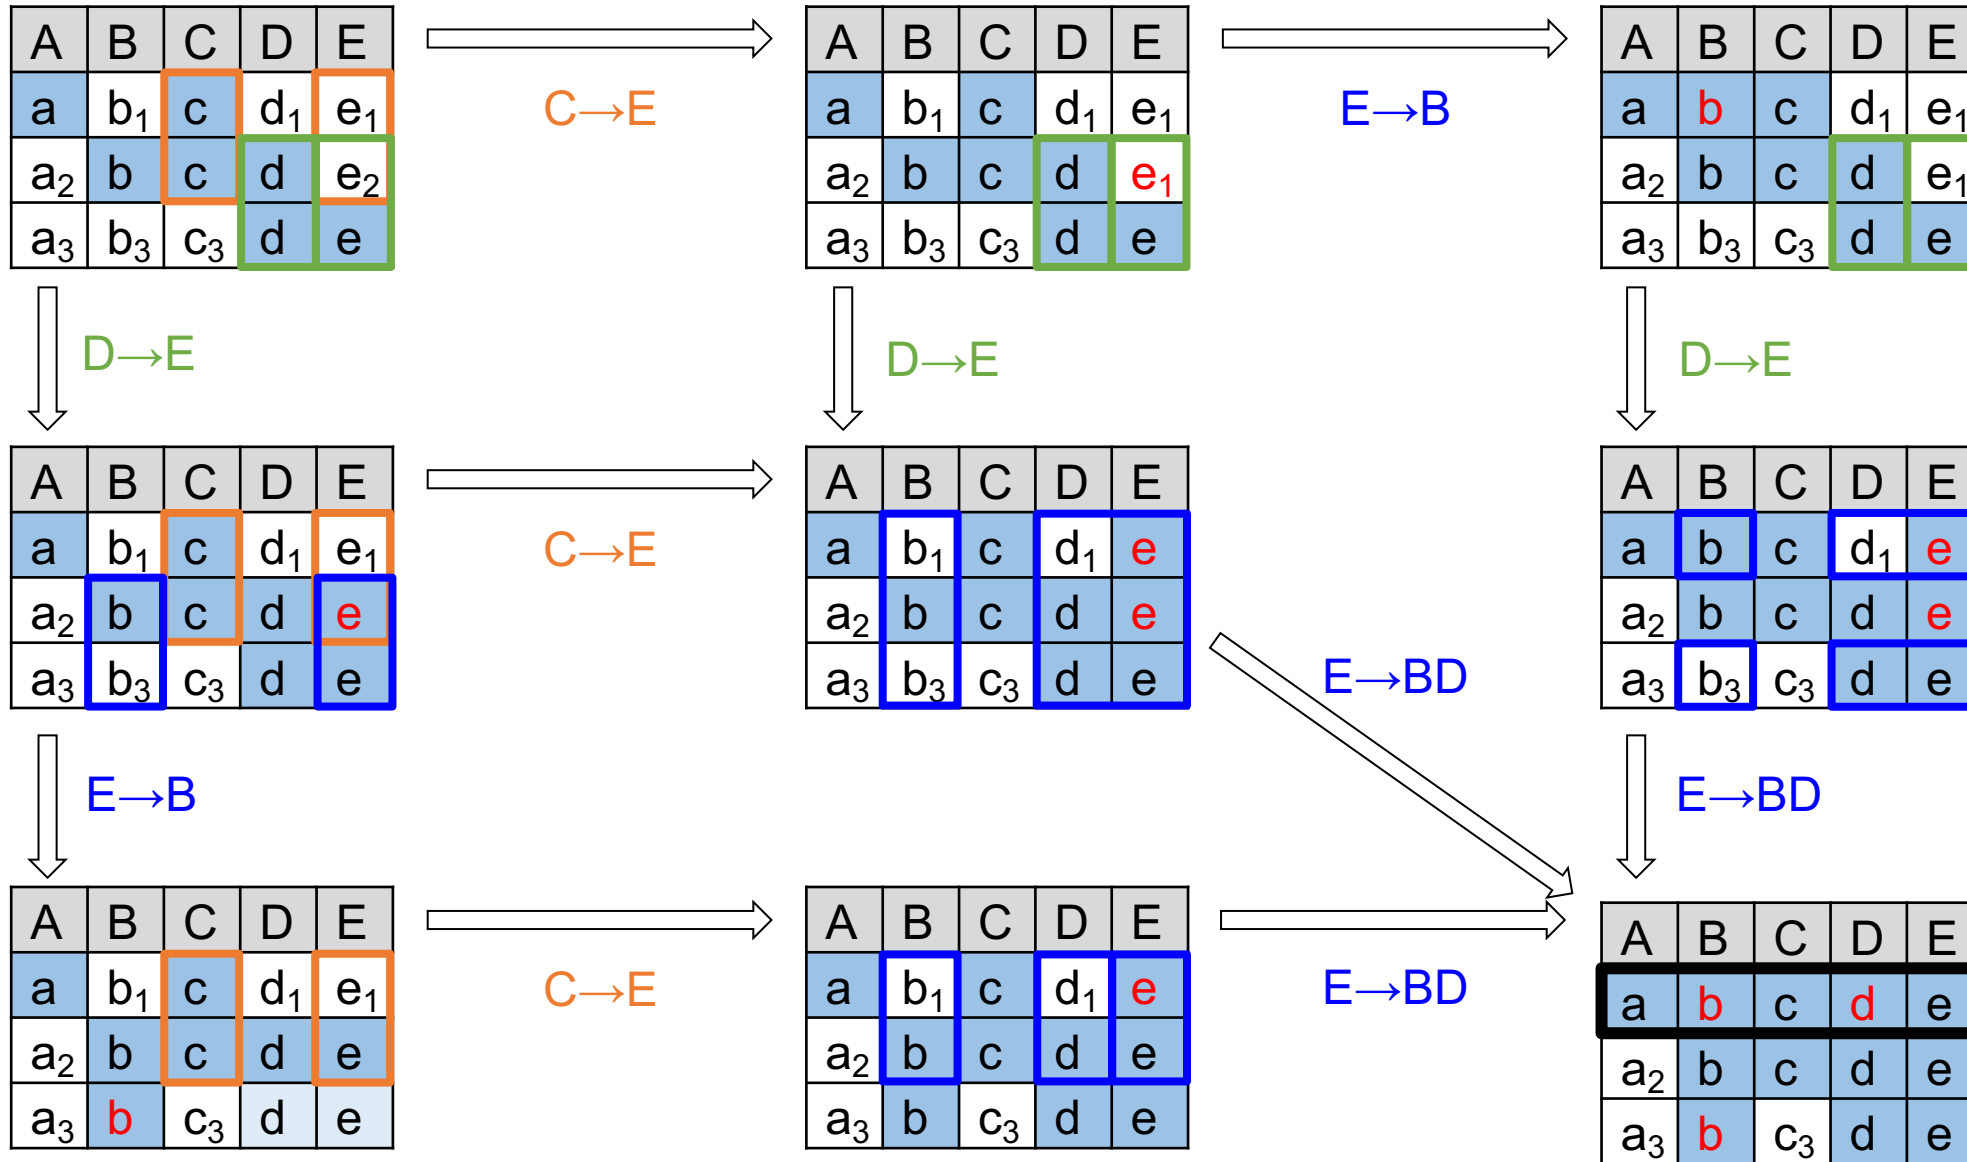 A B C D E
a b₁ c d₁ e₁
a₂ b c d e₂
a₃ b₃ c₃ d e
C→E
A B C D E
a b₁ c d₁ e₁
a₂ b c d e₁
a₃ b₃ c₃ d e
E→B
A B C D E
a b c d₁ e₁
a₂ b c d e₁
a₃ b₃ c₃ d e
D→E
D→E
D→E
A B C D E
a b₁ c d₁ e₁
a₂ b c d e
a₃ b₃ c₃ d e
C→E
A B C D E
a b₁ c d₁ e
a₂ b c d e
a₃ b₃ c₃ d e
E→BD
A B C D E
a b c d₁ e
a₂ b c d e
a₃ b₃ c₃ d e
E→B
E→BD
A B C D E
a b₁ c d₁ e₁
a₂ b c d e
a₃ b c₃ d e
C→E
A B C D E
a b₁ c d₁ e
a₂ b c d e
a₃ b c₃ d e
E→BD
A B C D E
a b c d e
a₂ b c d e
a₃ b c₃ d e